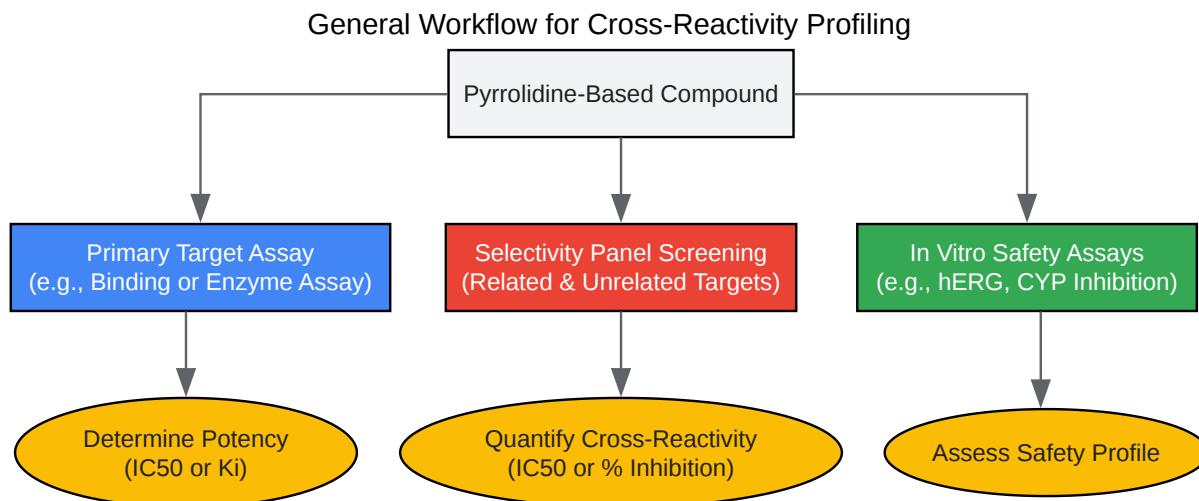 General Workflow for Cross-Reactivity Profiling
Pyrrolidine-Based Compound
Primary Target Assay
(e.g., Binding or Enzyme Assay)
Selectivity Panel Screening
(Related & Unrelated Targets)
In Vitro Safety Assays
(e.g., hERG, CYP Inhibition)
Determine Potency
(IC50 or Ki)
Quantify Cross-Reactivity
(IC50 or % Inhibition)
Assess Safety Profile